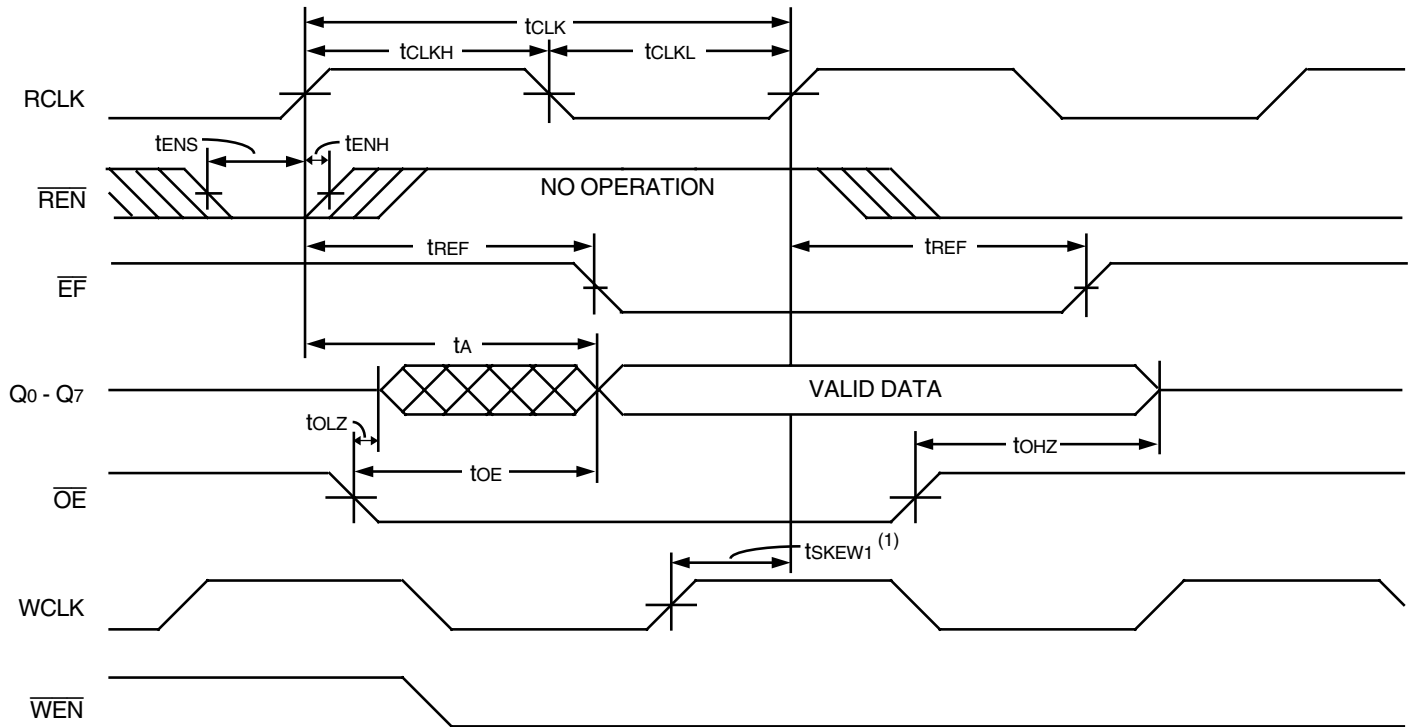 tCLK
tCLKH
tCLKL
RCLK
tENS
tENH
REN
NO OPERATION
tREF
tREF
EF
tA
Q0 - Q7
VALID DATA
tOLZ
tOE
tOHZ
OE
tSKEW1 (1)
WCLK
WEN